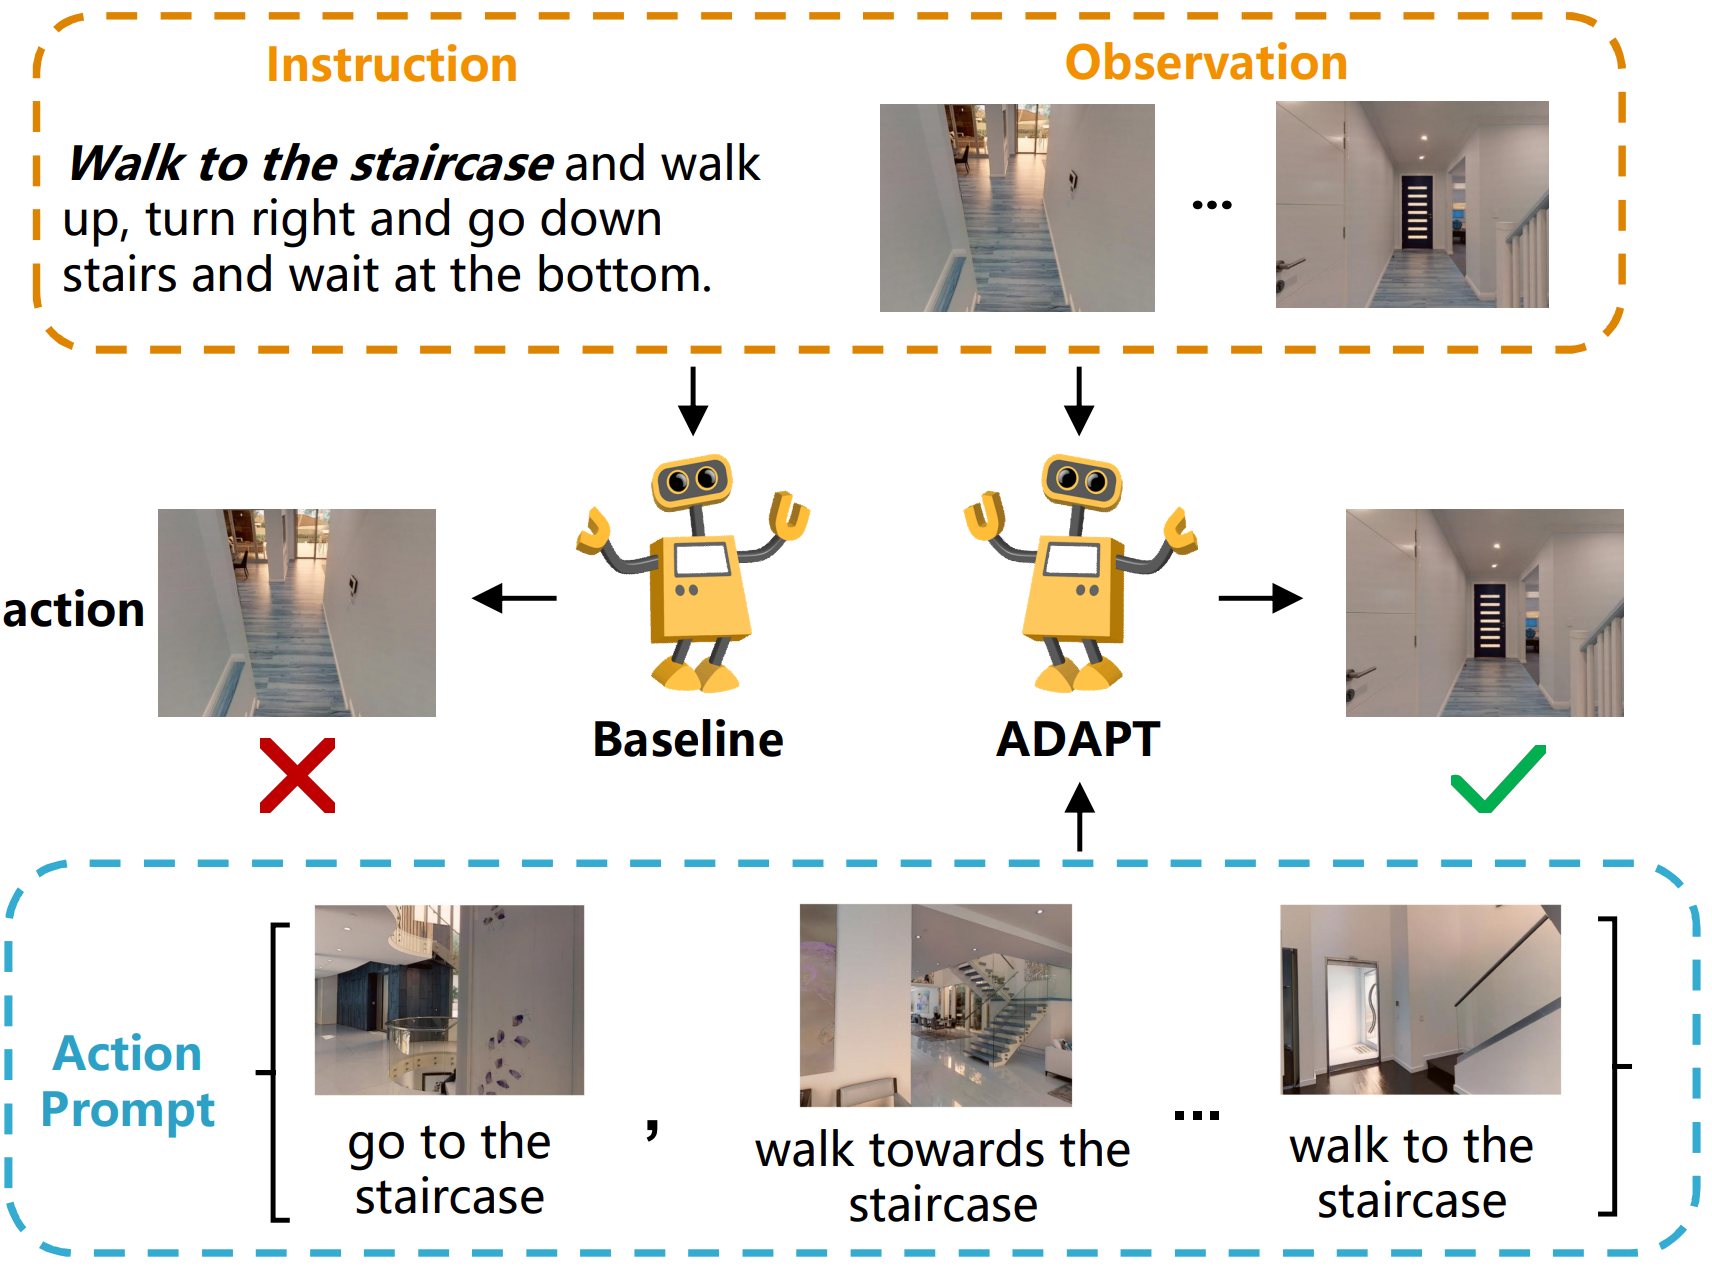 Instruction
Observation
Walk to the staircase and walk
up, turn right and go down
stairs and wait at the bottom.
...
action
Baseline
ADAPT
Action
Prompt
go to the
staircase
,
walk towards the
staircase
...
walk to the
staircase